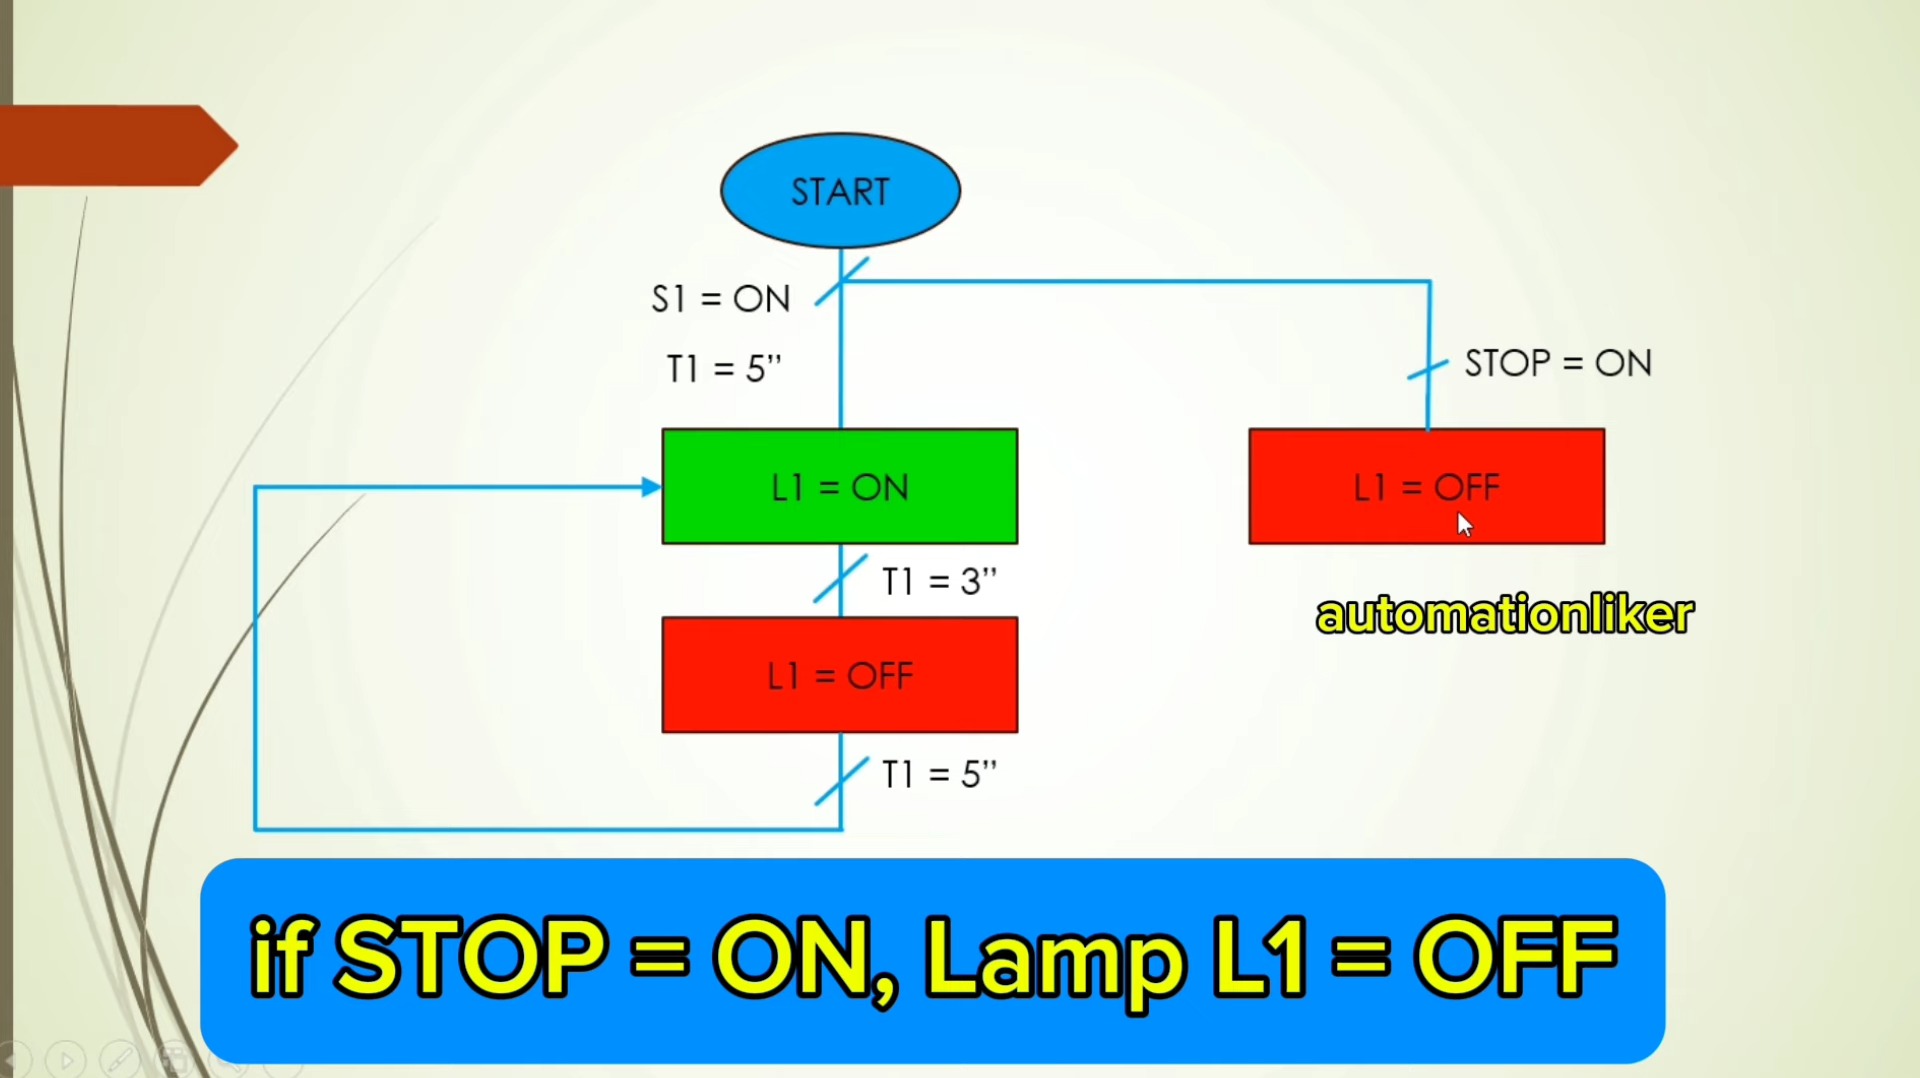 START
S1 = ON
T1 = 5”
STOP = ON
L1 = ON
L1 = OFF
T1 = 3”
automationliker
L1 = OFF
T1 = 5”
if STOP = ON, Lamp L1 = OFF